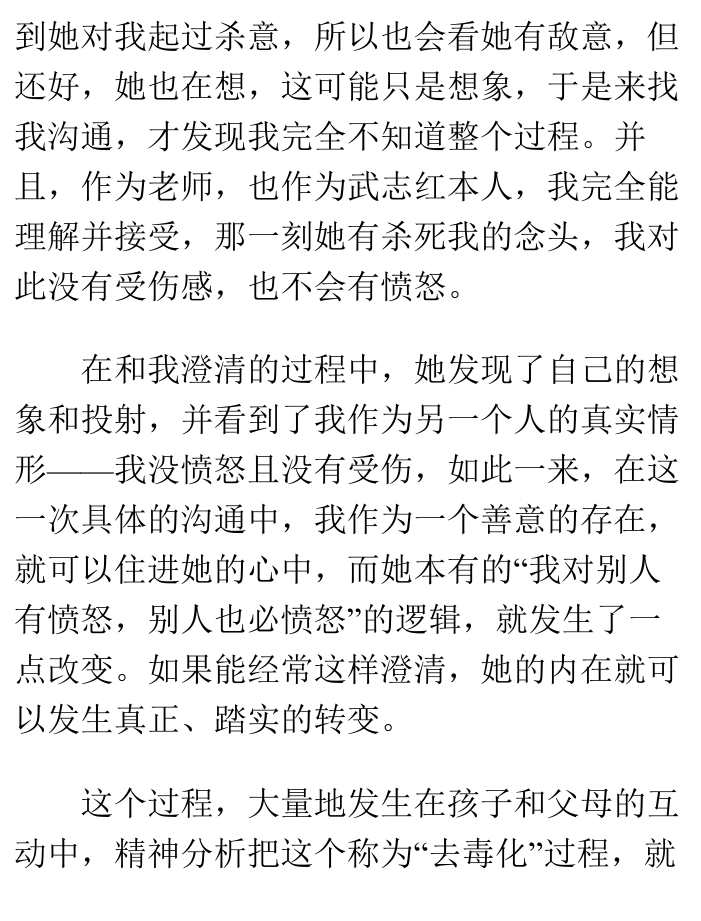 到她对我起过杀意，所以也会看她有敌意，但
还好，她也在想，这可能只是想象，于是来找
我沟通，才发现我完全不知道整个过程。并
且，作为老师，也作为武志红本人，我完全能
理解并接受，那一刻她有杀死我的念头，我对
此没有受伤感，也不会有愤怒。
在和我澄清的过程中，她发现了自己的想
象和投射，并看到了我作为另一个人的真实情
形——我没愤怒且没有受伤，如此一来，在这
一次具体的沟通中，我作为一个善意的存在，
就可以住进她的心中，而她本有的“我对别人
有愤怒，别人也必愤怒”的逻辑，就发生了一
点改变。如果能经常这样澄清，她的内在就可
以发生真正、踏实的转变。
这个过程，大量地发生在孩子和父母的互
动中，精神分析把这个称为“去毒化”过程，就